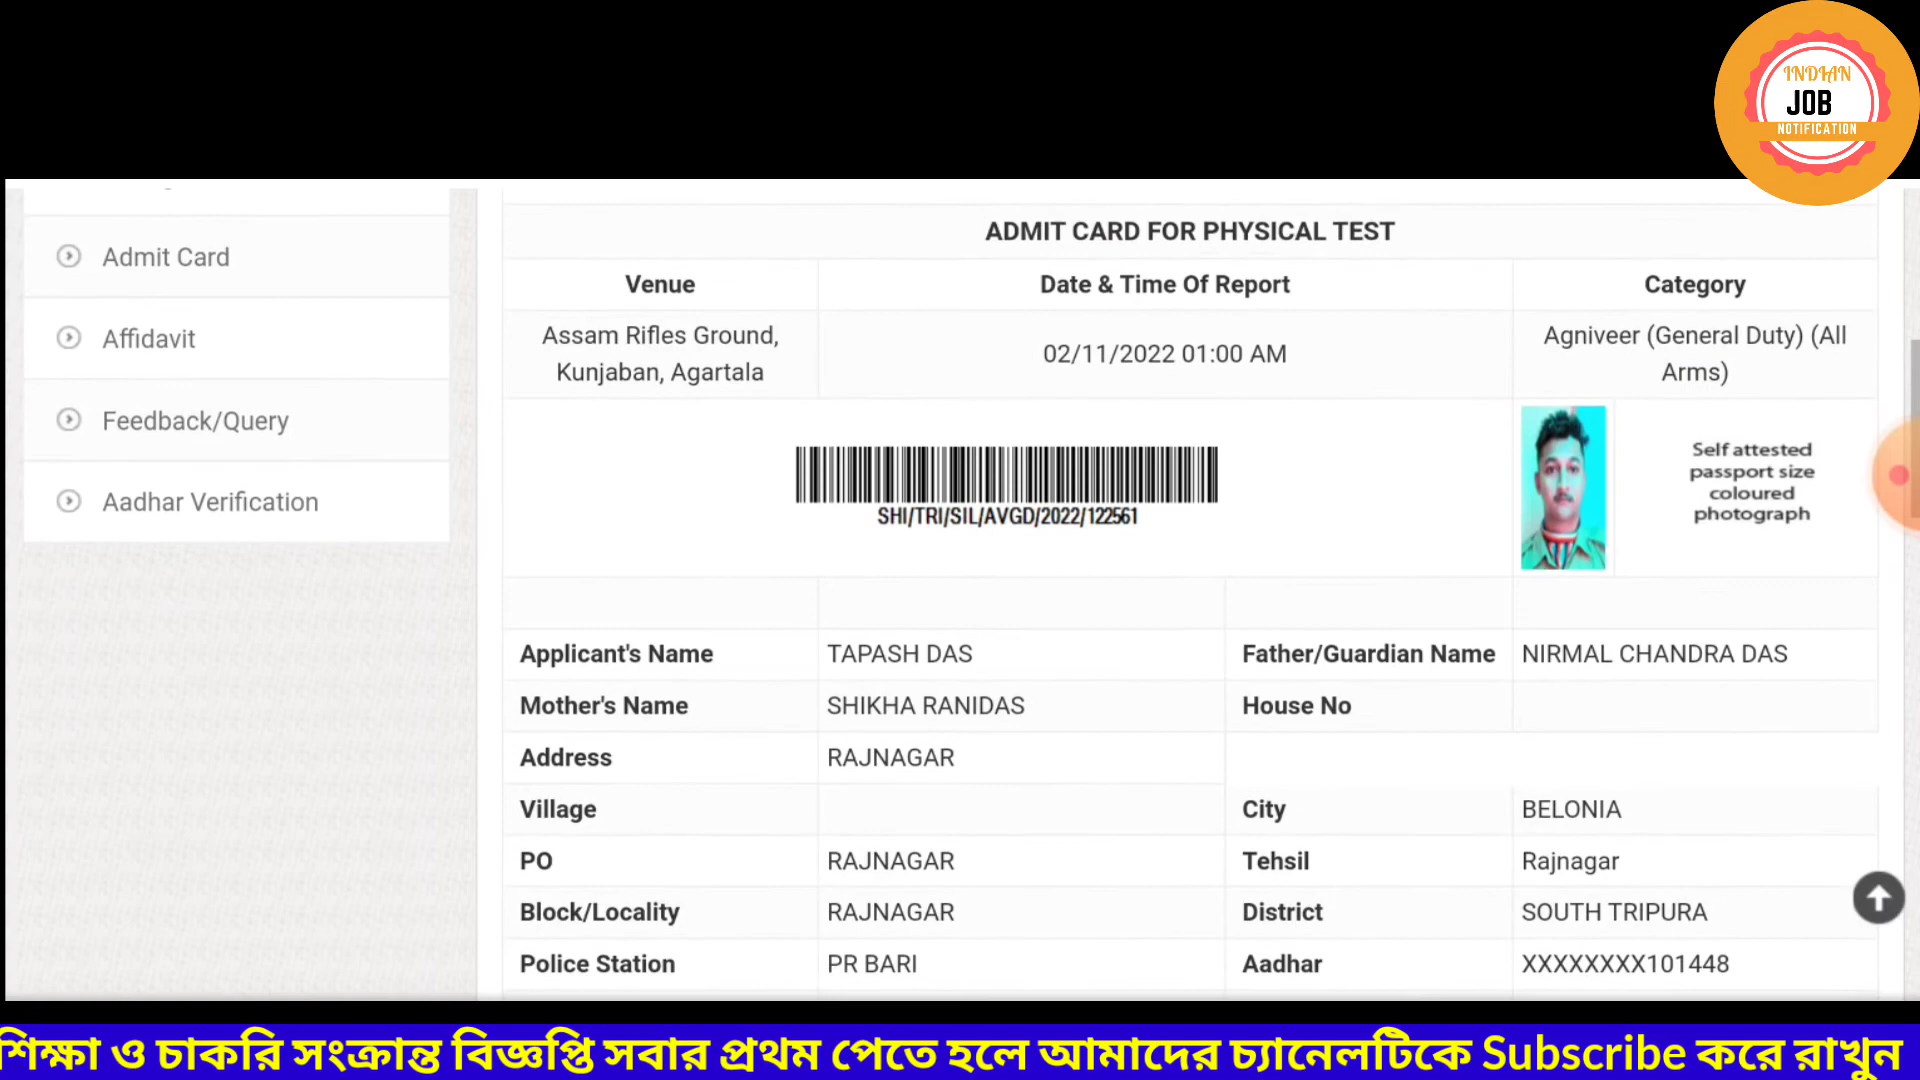 INDIAN
JOB
NOTIFICATION
Admit Card
Affidavit
Feedback/Query
Aadhar Verification
ADMIT CARD FOR PHYSICAL TEST
Venue Date & Time Of Report Category
Assam Rifles Ground, Kunjaban, Agartala 02/11/2022 01:00 AM Agniveer (General Duty) (All Arms)
SHI/TRI/SIL/AVGD/2022/122561
Self attested
passport size
coloured
photograph
Applicant's Name TAPASH DAS Father/Guardian Name NIRMAL CHANDRA DAS
Mother's Name SHIKHA RANIDAS House No
Address RAJNAGAR
Village City BELONIA
PO RAJNAGAR Tehsil Rajnagar
Block/Locality RAJNAGAR District SOUTH TRIPURA
Police Station PR BARI Aadhar XXXXXXXX101448
শিক্ষা ও চাকরি সংক্রান্ত বিজ্ঞপ্তি সবার প্রথম পেতে হলে আমাদের চ্যানেলটিকে Subscribe করে রাখুন